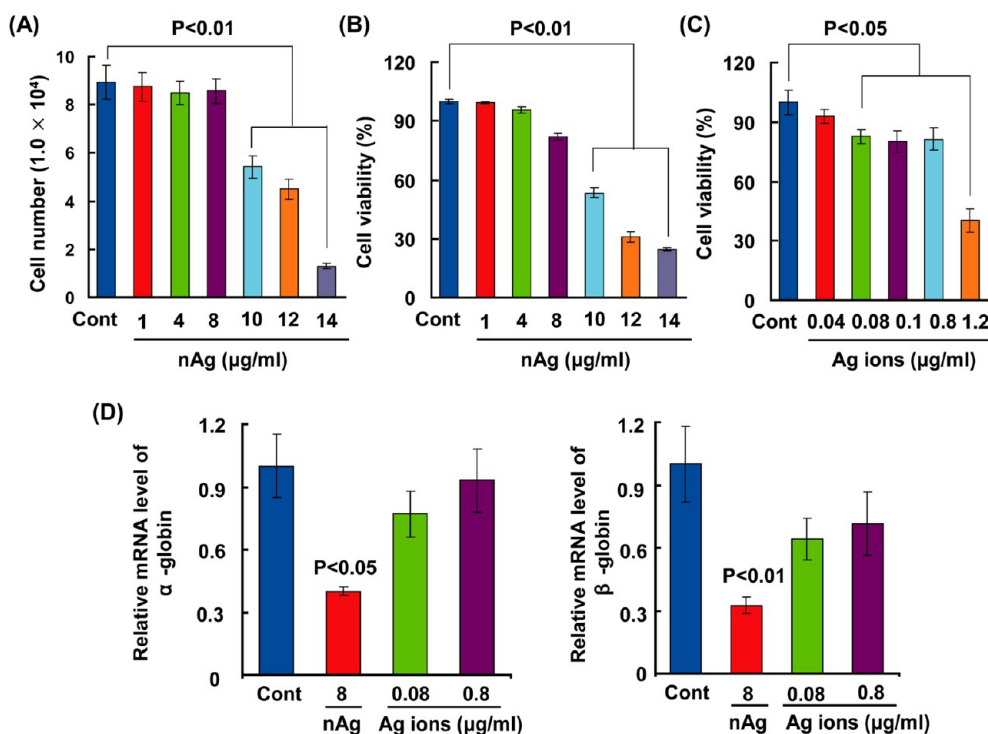 (A)
P<0.01
Cell number (1.0 × 10⁴)
10
8
6
4
2
0
Cont 1 4 8 10 12 14
nAg (µg/ml)
(B)
P<0.01
Cell viability (%)
120
90
60
30
0
Cont 1 4 8 10 12 14
nAg (µg/ml)
(C)
P<0.05
Cell viability (%)
120
90
60
30
0
Cont 0.04 0.08 0.1 0.8 1.2
Ag ions (µg/ml)
(D)
Relative mRNA level of
α -globin
1.2
0.9
0.6
0.3
0
P<0.05
Cont 8 0.08 0.8
nAg Ag ions (µg/ml)
Relative mRNA level of
β -globin
1.2
0.9
0.6
0.3
0
P<0.01
Cont 8 0.08 0.8
nAg Ag ions (µg/ml)